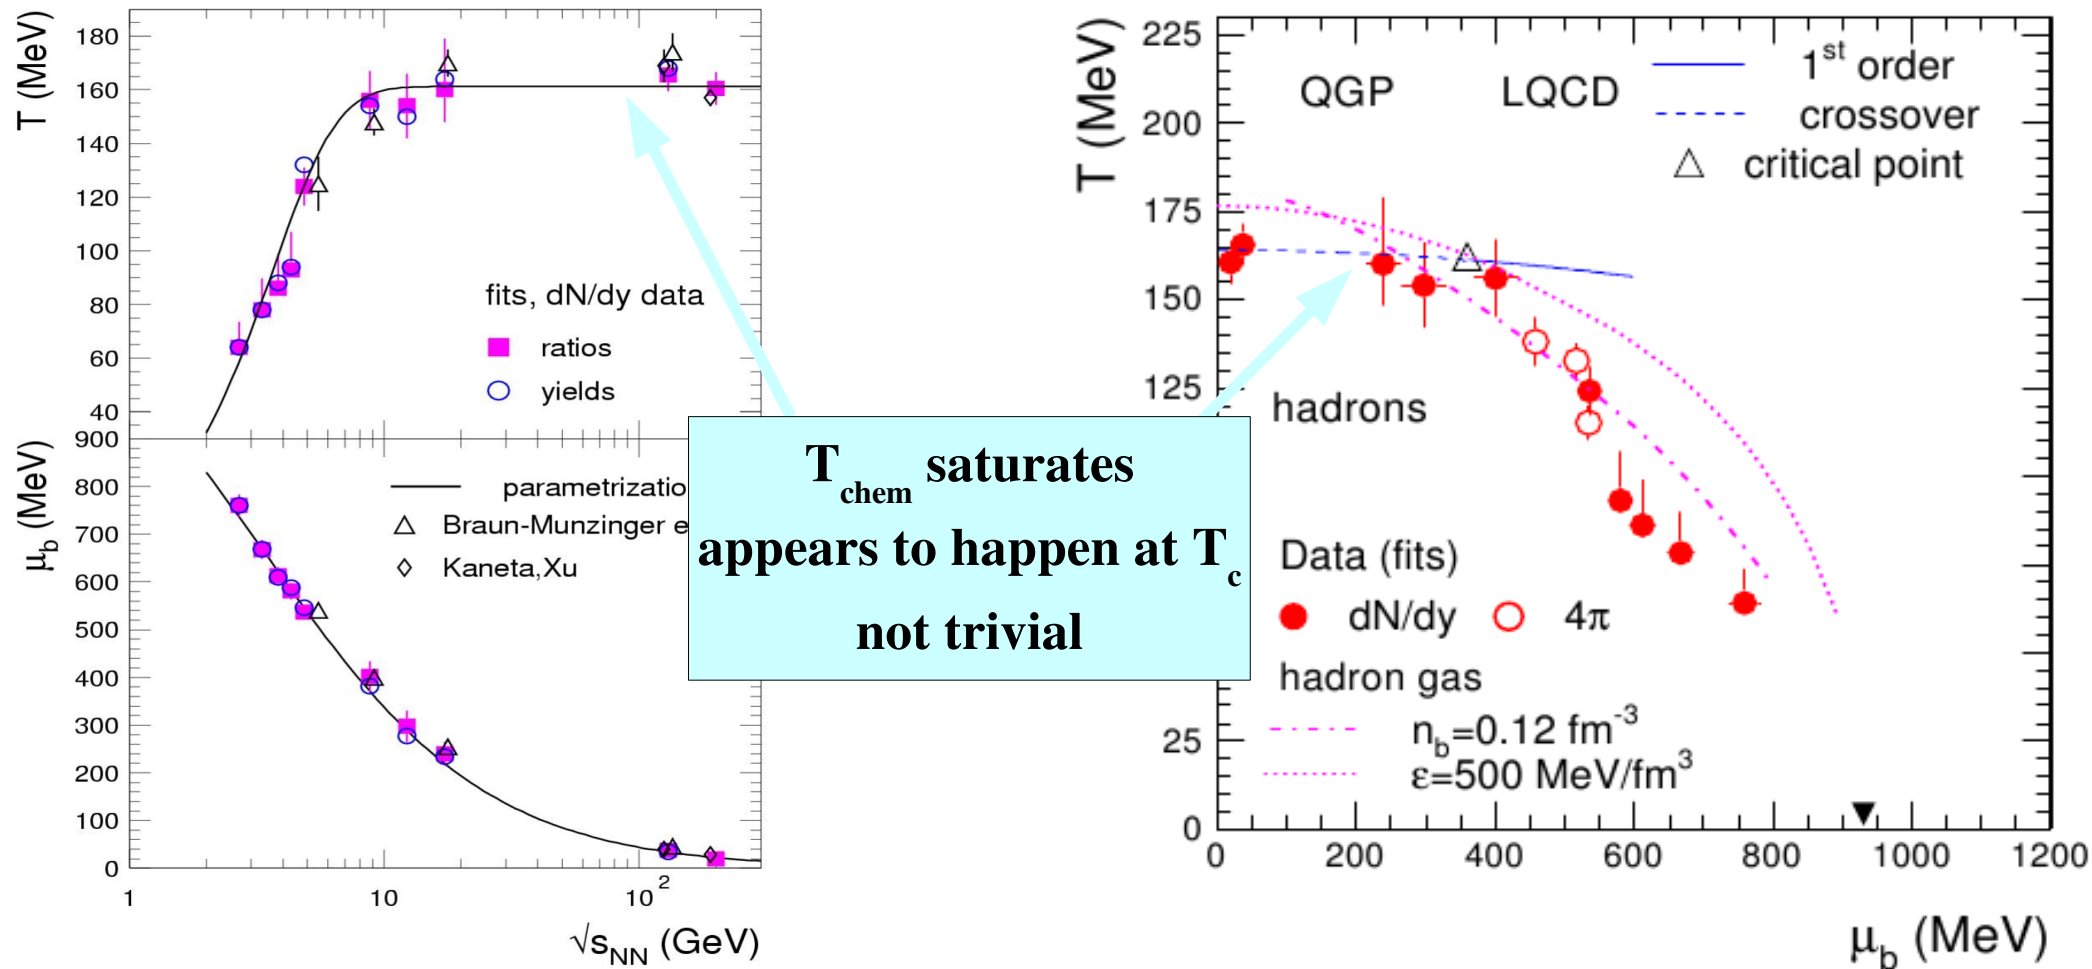 T (MeV)
180
160
140
120
100
80
60
40
fits, dN/dy data
ratios
yields
μb (MeV)
900
800
700
600
500
400
300
200
100
0
parametrizatio
Braun-Munzinger e
Kaneta,Xu
1
10
10²
√sNN (GeV)
Tchem saturates
appears to happen at Tc
not trivial
T (MeV)
225
200
175
150
125
25
0
QGP
LQCD
1st order
crossover
critical point
hadrons
Data (fits)
dN/dy
4π
hadron gas
nb=0.12 fm-3
ε=500 MeV/fm3
0
200
400
600
800
1000
1200
μb (MeV)